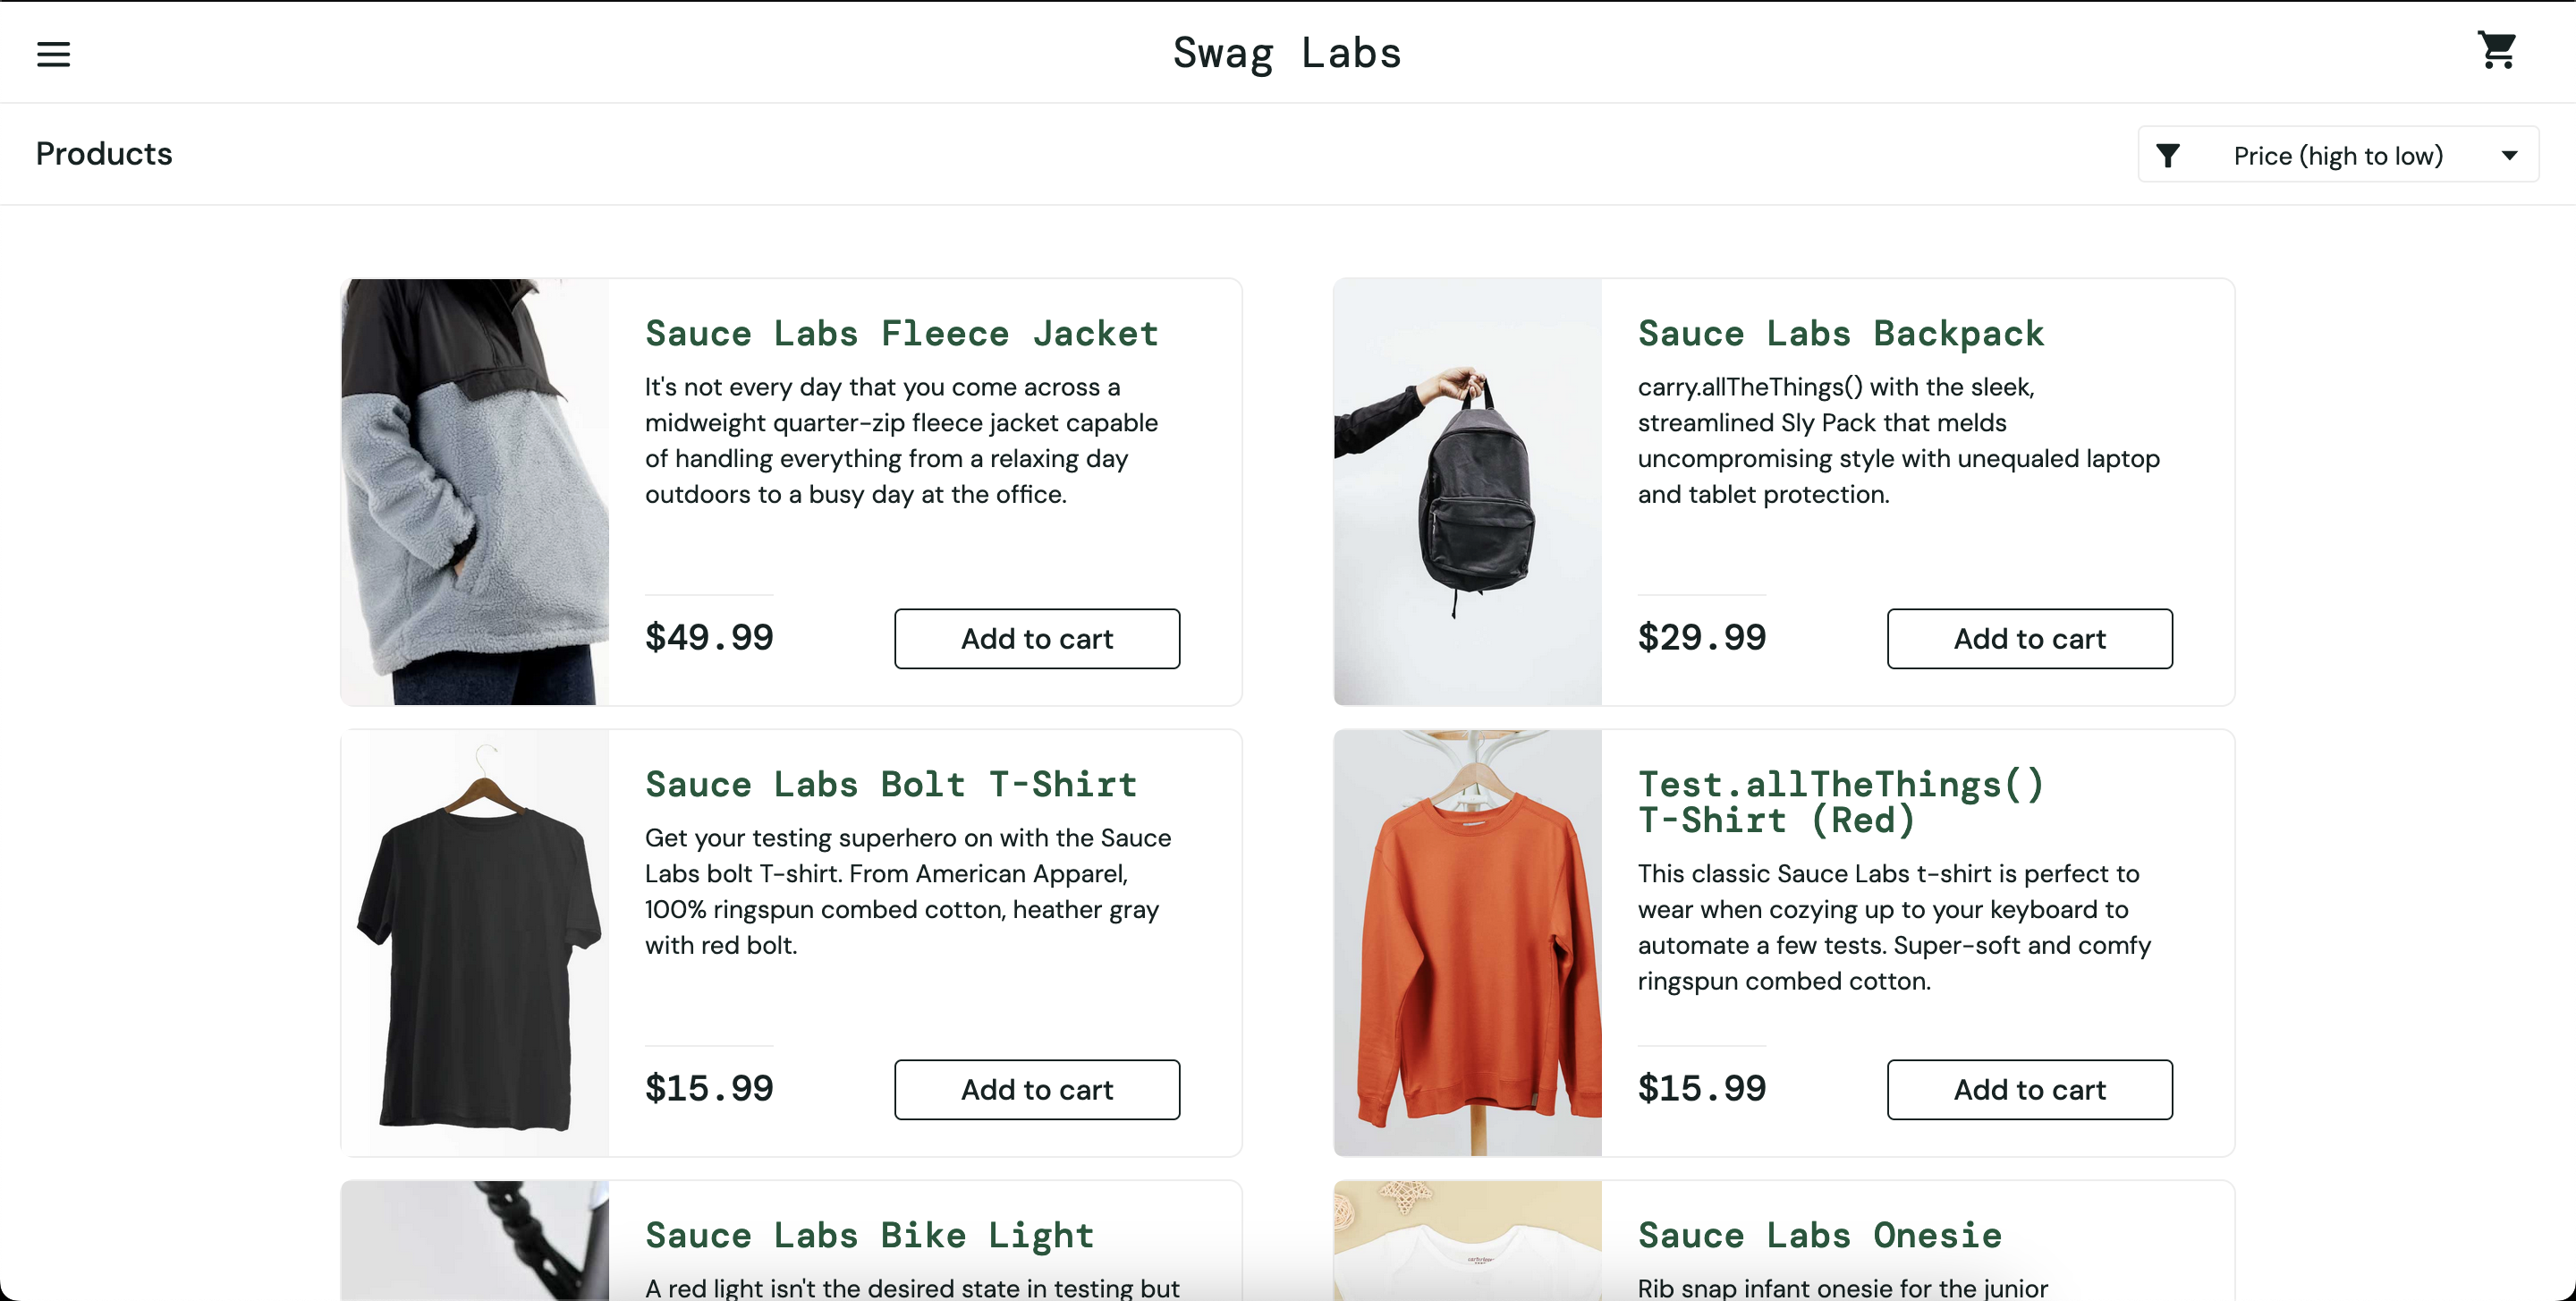 Swag Labs
Products
Price (high to low)
Sauce Labs Fleece Jacket
It's not every day that you come across a
midweight quarter-zip fleece jacket capable
of handling everything from a relaxing day
outdoors to a busy day at the office.
$49.99
Add to cart
Sauce Labs Backpack
carry.allTheThings() with the sleek,
streamlined Sly Pack that melds
uncompromising style with unequaled laptop
and tablet protection.
$29.99
Add to cart
Sauce Labs Bolt T-Shirt
Get your testing superhero on with the Sauce
Labs bolt T-shirt. From American Apparel,
100% ringspun combed cotton, heather gray
with red bolt.
$15.99
Add to cart
Test.allTheThings()
T-Shirt (Red)
This classic Sauce Labs t-shirt is perfect to
wear when cozying up to your keyboard to
automate a few tests. Super-soft and comfy
ringspun combed cotton.
$15.99
Add to cart
Sauce Labs Bike Light
A red light isn't the desired state in testing but
Sauce Labs Onesie
Rib snap infant onesie for the junior